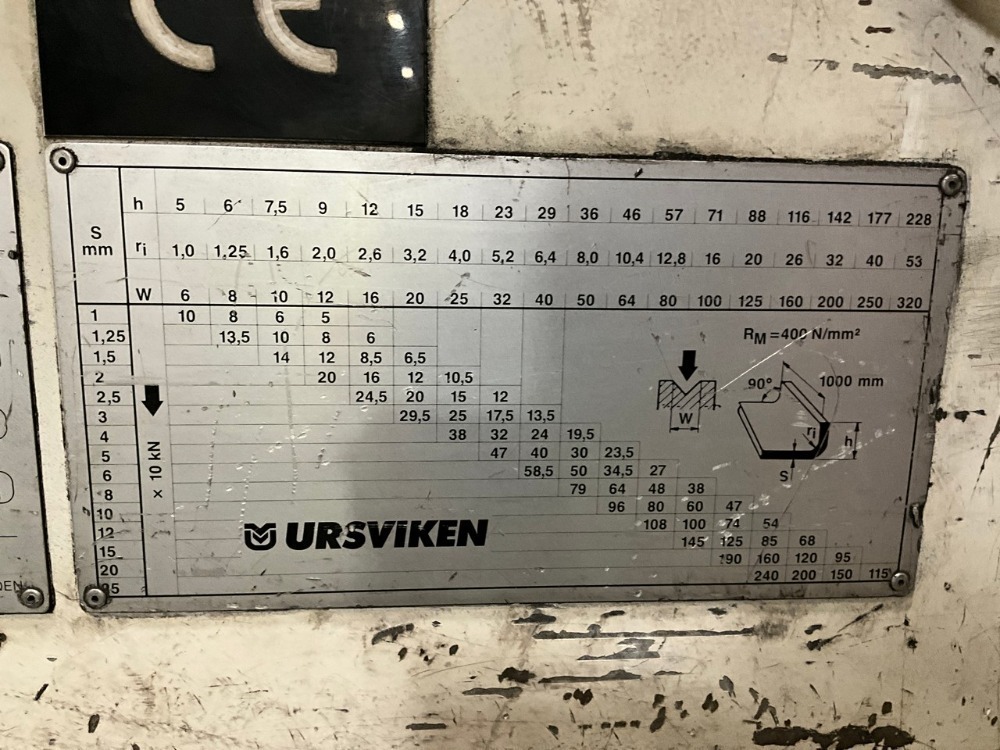 CE
h 5 6 7,5 9 12 15 18 23 29 36 46 57 71 88 116 142 177 228
S mm
ri 1,0 1,25 1,6 2,0 2,6 3,2 4,0 5,2 6,4 8,0 10,4 12,8 16 20 26 32 40 53
W 6 8 10 12 16 20 25 32 40 50 64 80 100 125 160 200 250 320
1 10 8 6 5
1,25 13,5 10 8 6
1,5 14 12 8,5 6,5
2 20 16 12 10,5
2,5 24,5 20 15 12
3 29,5 25 17,5 13,5
4 38 32 24 19,5
5 47 40 30 23,5
6 58,5 50 34,5 27
8 79 64 48 38
10 96 80 60 47
12 108 100 74 54
15 145 125 85 68
20 190 160 120 95
25 240 200 150 115
× 10 kN
RM=400 N/mm²
90° 1000 mm
W ri h
S
URSVIKEN